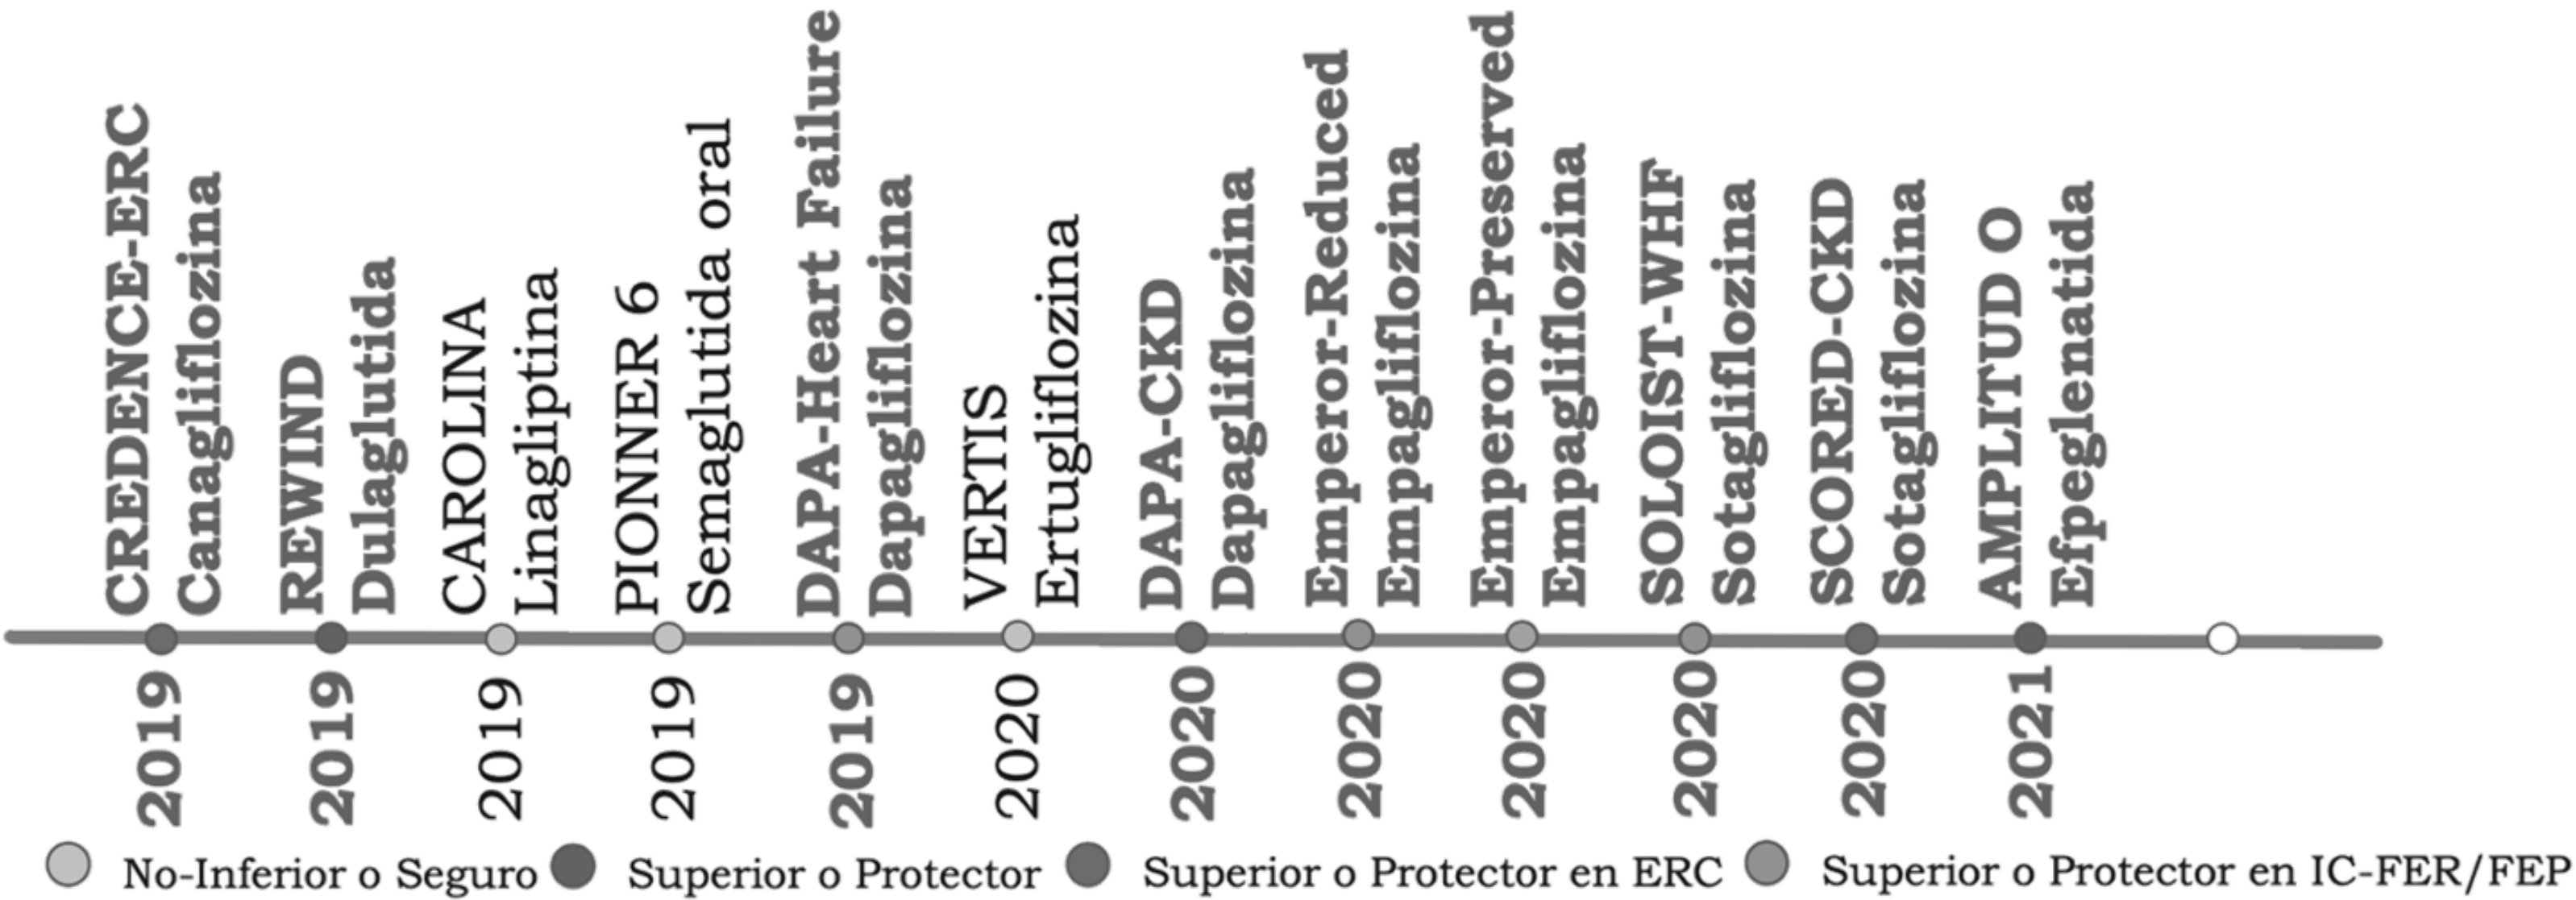 CREDENCE-ERC
Canagliflozina
2019
REWIND
Dulaglutida
2019
CAROLINA
Linagliptina
2019
PIONNER 6
Semaglutida oral
2019
DAPA-Heart Failure
Dapagliflozina
2019
VERTIS
Ertugliflozina
2020
DAPA-CKD
Dapagliflozina
2020
Emperor-Reduced
Empagliflozina
2020
Emperor-Preserved
Empagliflozina
2020
SOLOIST-WHF
Sotagliflozina
2020
SCORED-CKD
Sotagliflozina
2020
AMPLITUD O
Efpeglenatida
2021
No-Inferior o Seguro
Superior o Protector
Superior o Protector en ERC
Superior o Protector en IC-FER/FEP